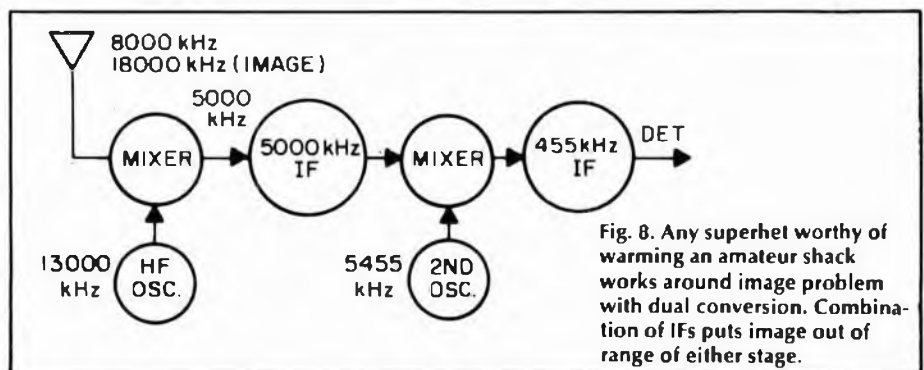 8000 kHz
18000 kHz (IMAGE)
5000
kHz
MIXER
5000 kHz
IF
MIXER
455 kHz
IF
DET
13000
kHz
HF
OSC.
5455
kHz
2ND
OSC.
Fig. 8. Any superhet worthy of
warming an amateur shack
works around image problem
with dual conversion. Combina-
tion of IFs puts image out of
range of either stage.